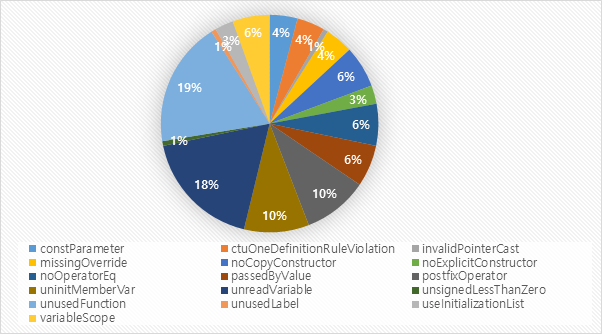 4%
4%
1%
4%
6%
3%
6%
6%
10%
10%
18%
1%
19%
1%
3%
6%
constParameter ctuOneDefinitionRuleViolation invalidPointerCast
missingOverride noCopyConstructor noExplicitConstructor
noOperatorEq passedByValue postfixOperator
uninitMemberVar unreadVariable unsignedLessThanZero
unusedFunction unusedLabel useInitializationList
variableScope